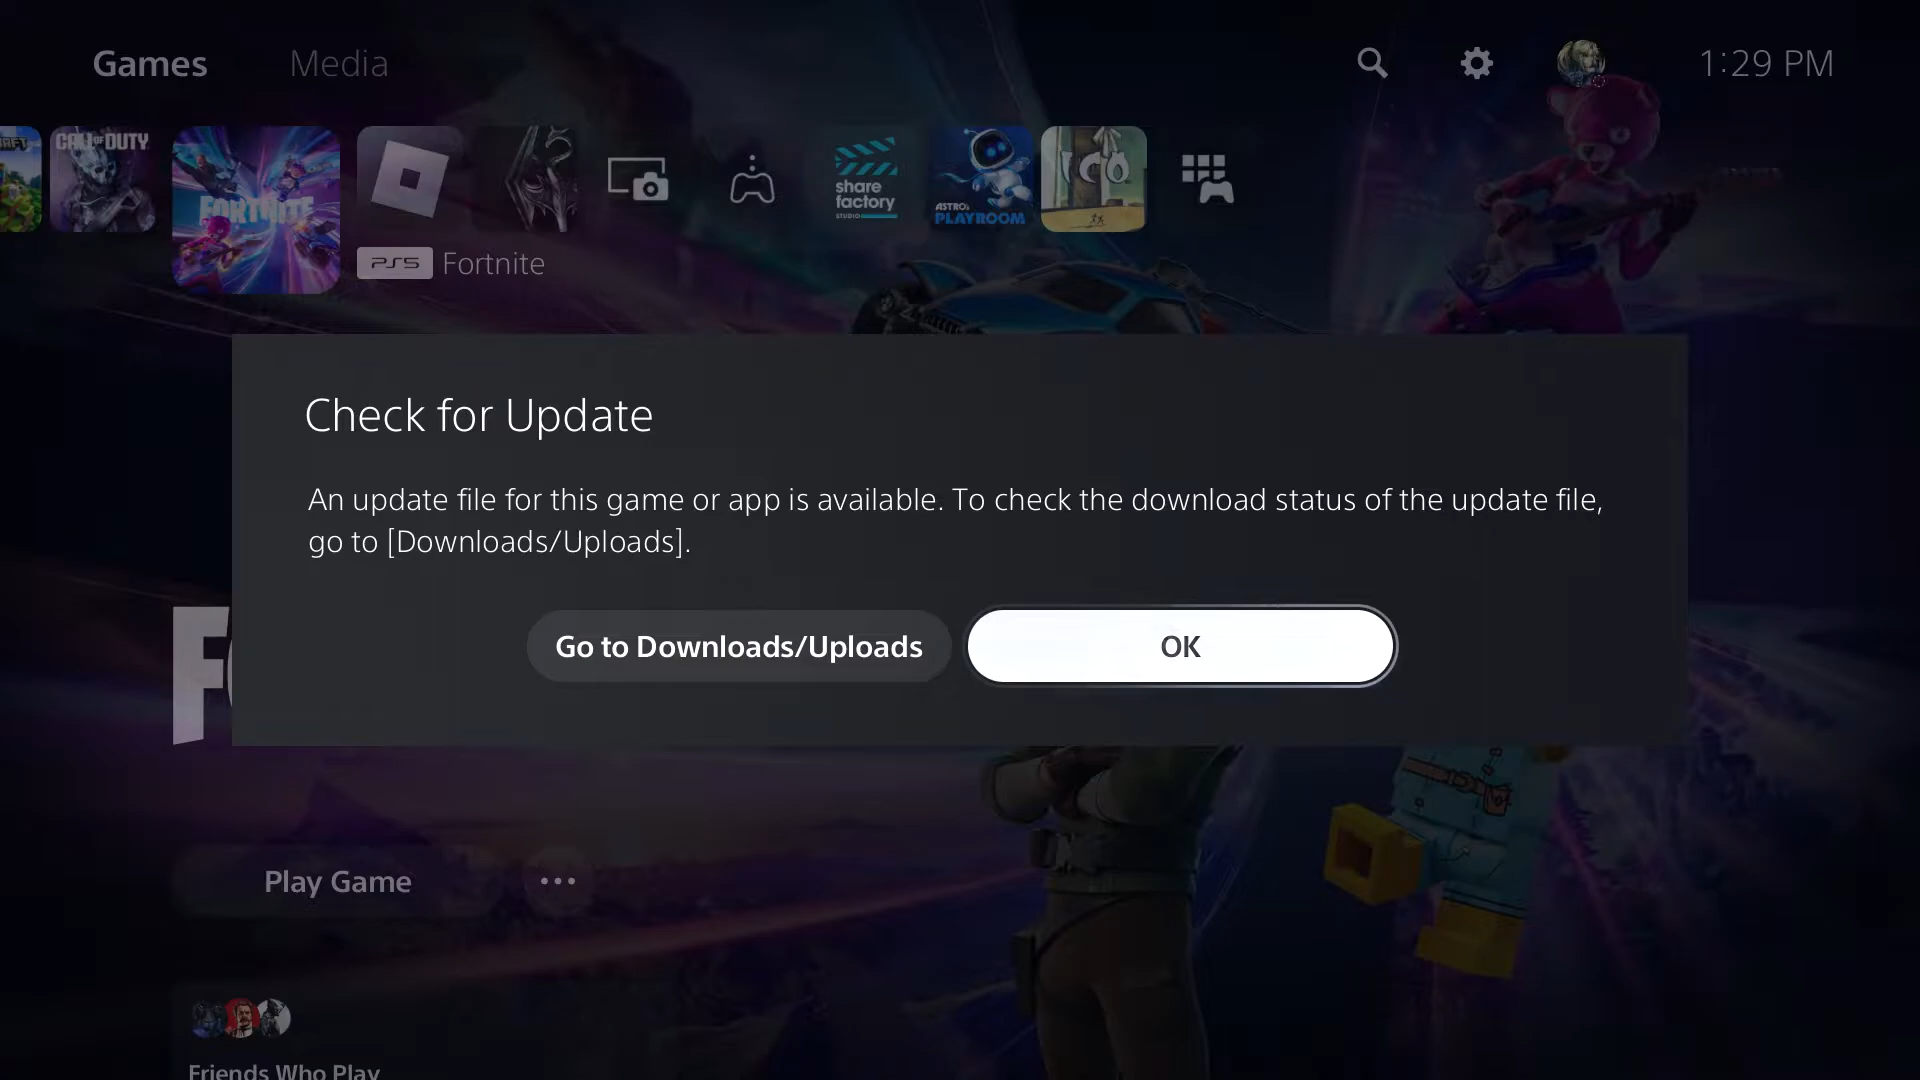 Games
Media
1:29 PM
CALL OF DUTY
FORTNITE
share
factory
STUDIO
ASTRO's
PLAYROOM
ICO
PS5 Fortnite
Check for Update
An update file for this game or app is available. To check the download status of the update file,
go to [Downloads/Uploads].
Go to Downloads/Uploads
OK
Play Game
Friends Who Play